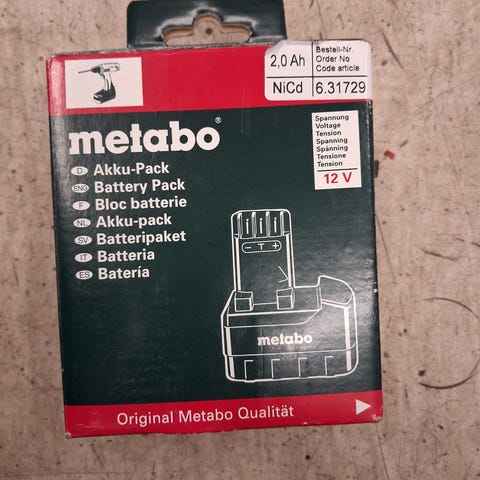 2,0 Ah
NiCd
Bestell-Nr.
Order No
Code article
6.31729
metabo®
D Akku-Pack
ENG Battery Pack
F Bloc batterie
NL Akku-pack
SV Batteripaket
IT Batteria
ES Batería
Spannung
Voltage
Tension
Spanning
Spänning
Tensione
Tension
12 V
− T +
metabo
Original Metabo Qualität